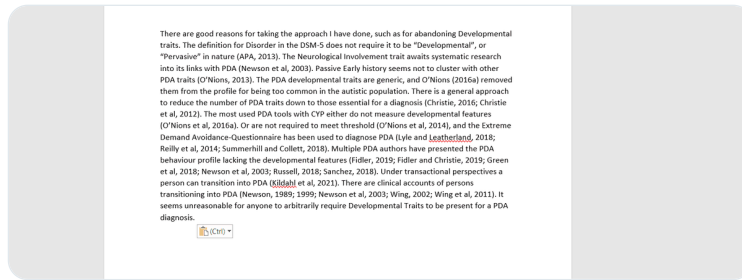 There are good reasons for taking the approach I have done, such as for abandoning Developmental
traits. The definition for Disorder in the DSM-5 does not require it to be “Developmental”, or
“Pervasive” in nature (APA, 2013). The Neurological Involvement trait awaits systematic research
into its links with PDA (Newson et al, 2003). Passive Early history seems not to cluster with other
PDA traits (O’Nions, 2013). The PDA developmental traits are generic, and O’Nions (2016a) removed
them from the profile for being too common in the autistic population. There is a general approach
to reduce the number of PDA traits down to those essential for a diagnosis (Christie, 2016; Christie
et al, 2012). The most used PDA tools with CYP either do not measure developmental features
(O’Nions et al, 2016a). Or are not required to meet threshold (O’Nions et al, 2014), and the Extreme
Demand Avoidance-Questionnaire has been used to diagnose PDA (Lyle and Leatherland, 2018;
Reilly et al, 2014; Summerhill and Collett, 2018). Multiple PDA authors have presented the PDA
behaviour profile lacking the developmental features (Fidler, 2019; Fidler and Christie, 2019; Green
et al, 2018; Newson et al, 2003; Russell, 2018; Sanchez, 2018). Under transactional perspectives a
person can transition into PDA (Kildahl et al, 2021). There are clinical accounts of persons
transitioning into PDA (Newson, 1989; 1999; Newson et al, 2003; Wing, 2002; Wing et al, 2011). It
seems unreasonable for anyone to arbitrarily require Developmental Traits to be present for a PDA
diagnosis.
(Ctrl)